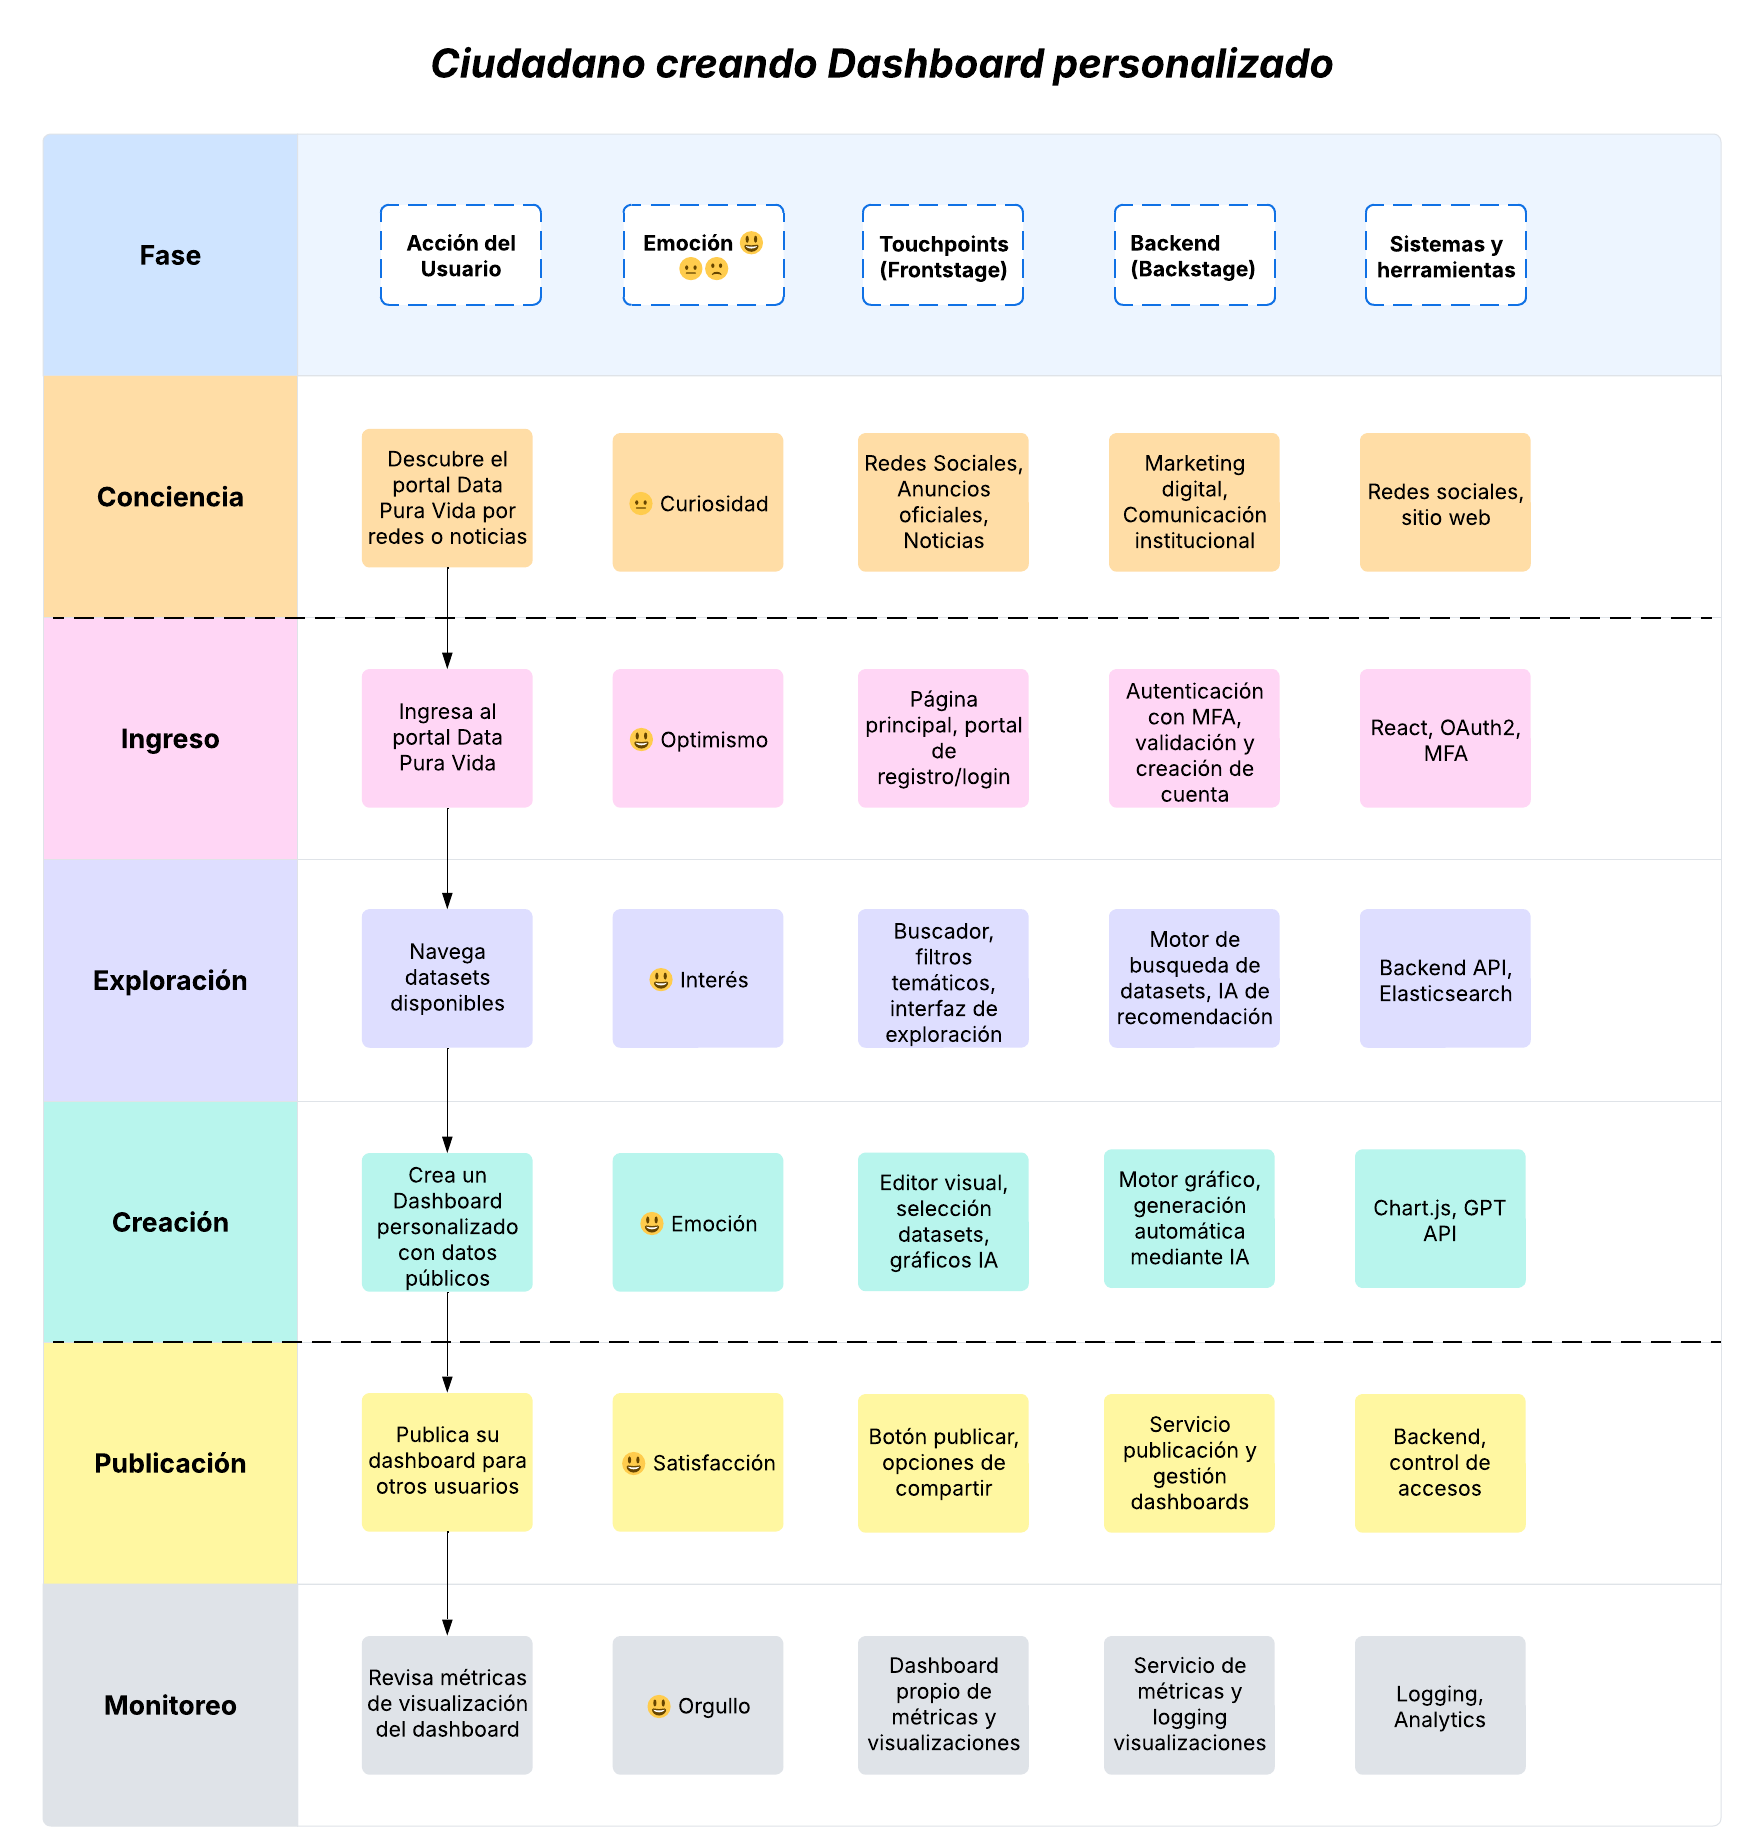 Ciudadano creando Dashboard personalizado
Fase
Acción del
Usuario
Emoción 😃
😐🙁
Touchpoints
(Frontstage)
Backend
(Backstage)
Sistemas y
herramientas
Conciencia
Descubre el
portal Data
Pura Vida por
redes o noticias
😐 Curiosidad
Redes Sociales,
Anuncios
oficiales,
Noticias
Marketing
digital,
Comunicación
institucional
Redes sociales,
sitio web
Ingreso
Ingresa al
portal Data
Pura Vida
😃 Optimismo
Página
principal, portal
de
registro/login
Autenticación
con MFA,
validación y
creación de
cuenta
React, OAuth2,
MFA
Exploración
Navega
datasets
disponibles
😃 Interés
Buscador,
filtros
temáticos,
interfaz de
exploración
Motor de
busqueda de
datasets, IA de
recomendación
Backend API,
Elasticsearch
Creación
Crea un
Dashboard
personalizado
con datos
públicos
😃 Emoción
Editor visual,
selección
datasets,
gráficos IA
Motor gráfico,
generación
automática
mediante IA
Chart.js, GPT
API
Publicación
Publica su
dashboard para
otros usuarios
😃 Satisfacción
Botón publicar,
opciones de
compartir
Servicio
publicación y
gestión
dashboards
Backend,
control de
accesos
Monitoreo
Revisa métricas
de visualización
del dashboard
😃 Orgullo
Dashboard
propio de
métricas y
visualizaciones
Servicio de
métricas y
logging
visualizaciones
Logging,
Analytics